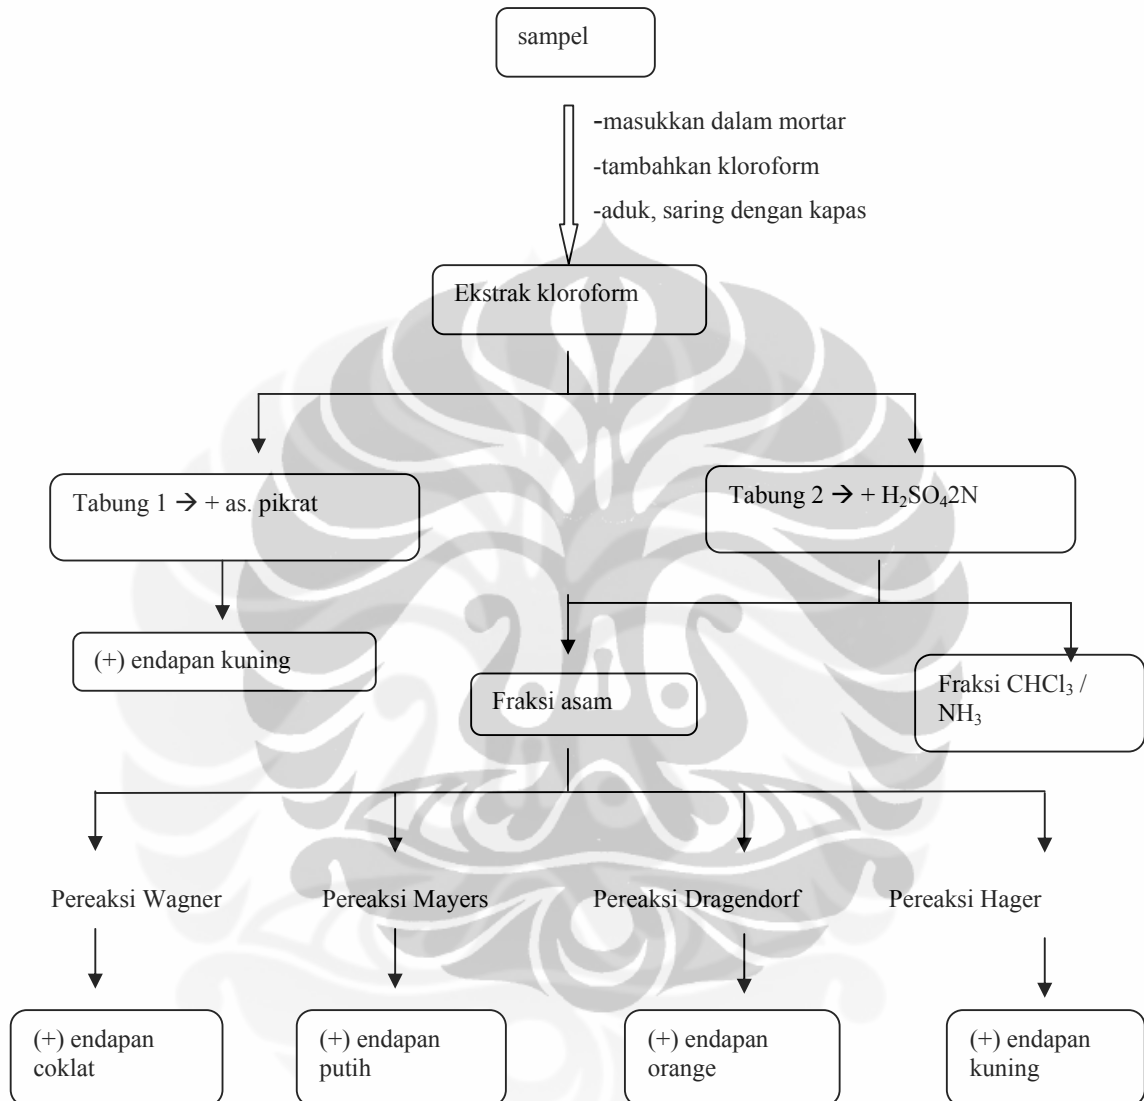 sampel
-masukkan dalam mortar
-tambahkan kloroform
-aduk, saring dengan kapas
Ekstrak kloroform
Tabung 1 → + as. pikrat
Tabung 2 → + H₂SO₄2N
(+) endapan kuning
Fraksi asam
Fraksi CHCl₃ /
NH₃
Pereaksi Wagner
Pereaksi Mayers
Pereaksi Dragendorf
Pereaksi Hager
(+) endapan
coklat
(+) endapan
putih
(+) endapan
orange
(+) endapan
kuning